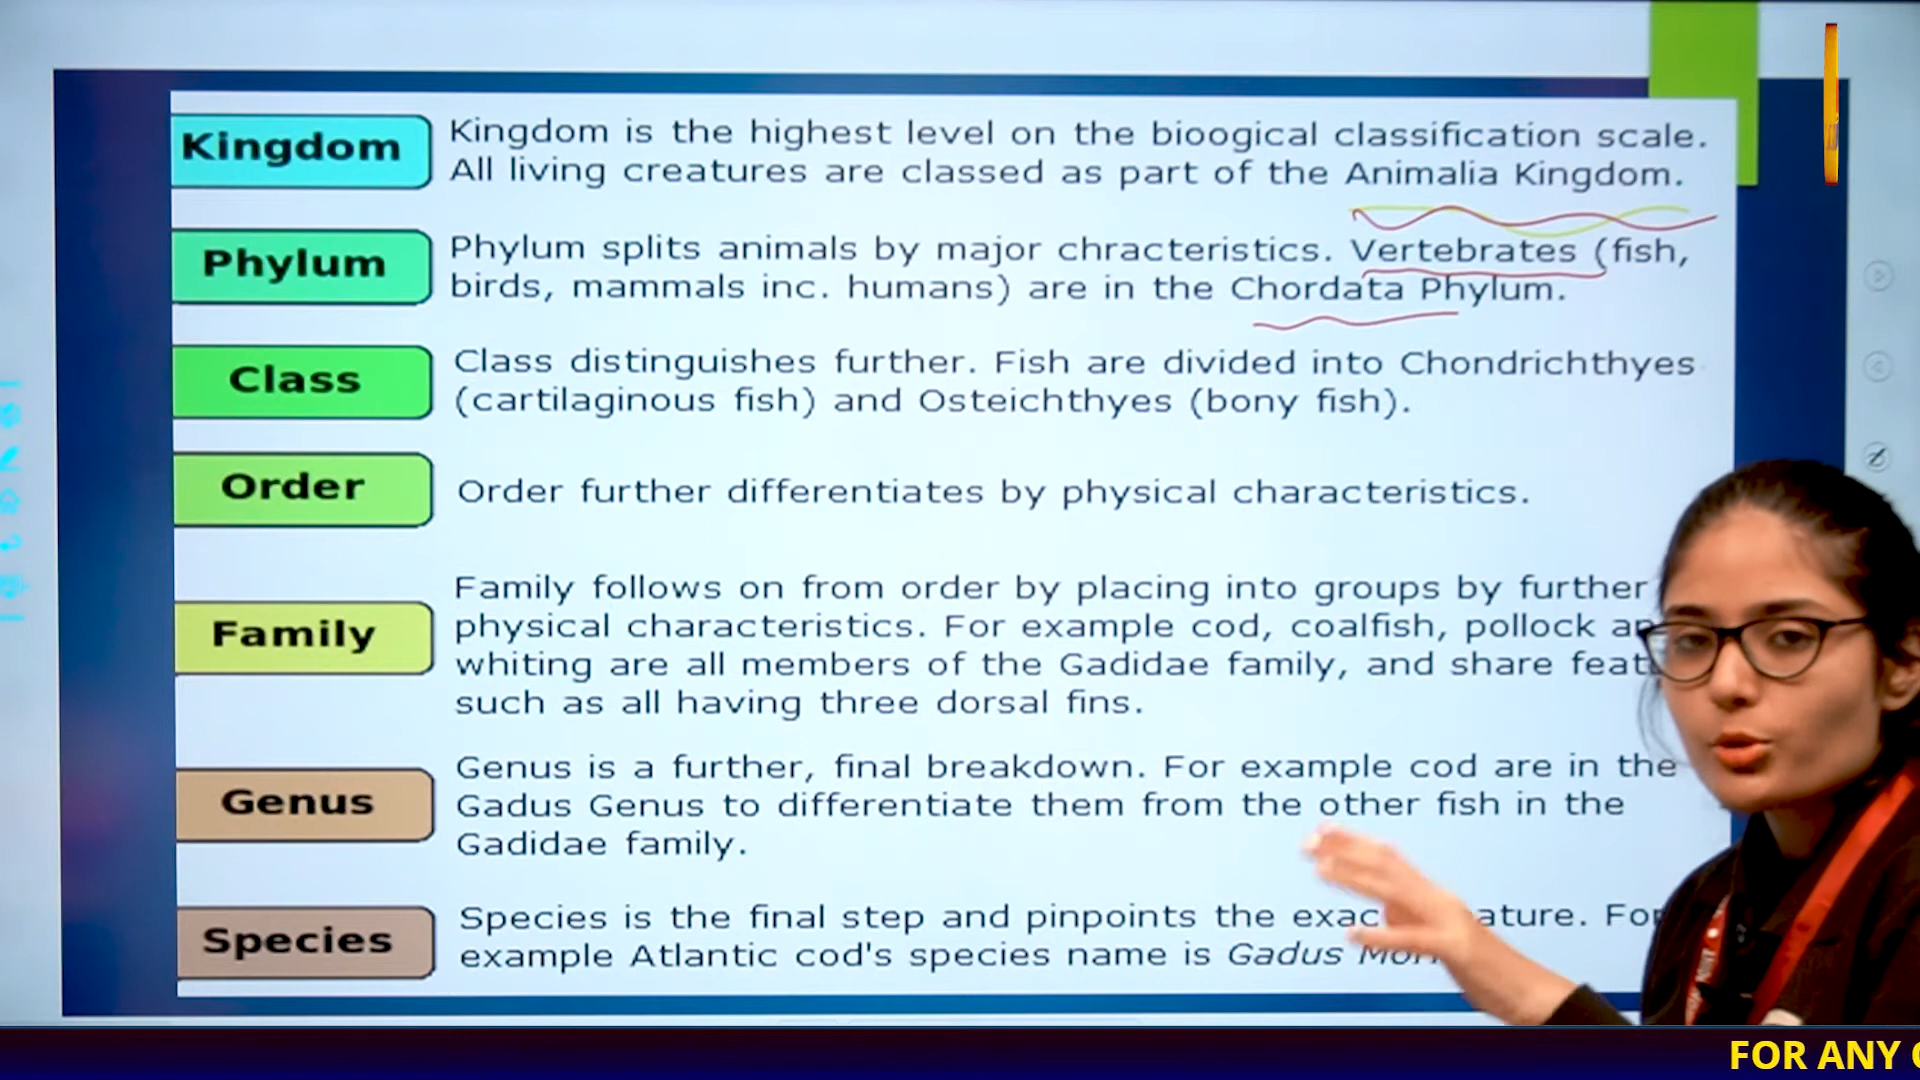 Kingdom
Kingdom is the highest level on the bioogical classification scale.
All living creatures are classed as part of the Animalia Kingdom.
Phylum
Phylum splits animals by major chracteristics. Vertebrates (fish,
birds, mammals inc. humans) are in the Chordata Phylum.
Class
Class distinguishes further. Fish are divided into Chondrichthyes
(cartilaginous fish) and Osteichthyes (bony fish).
Order
Order further differentiates by physical characteristics.
Family
Family follows on from order by placing into groups by further
physical characteristics. For example cod, coalfish, pollock
whiting are all members of the Gadidae family, and share
such as all having three dorsal fins.
Genus
Genus is a further, final breakdown. For example cod are in the
Gadus Genus to differentiate them from the other fish in the
Gadidae family.
Species
Species is the final step and pinpoints the For
example Atlantic cod's species name is Gadus
FOR ANY